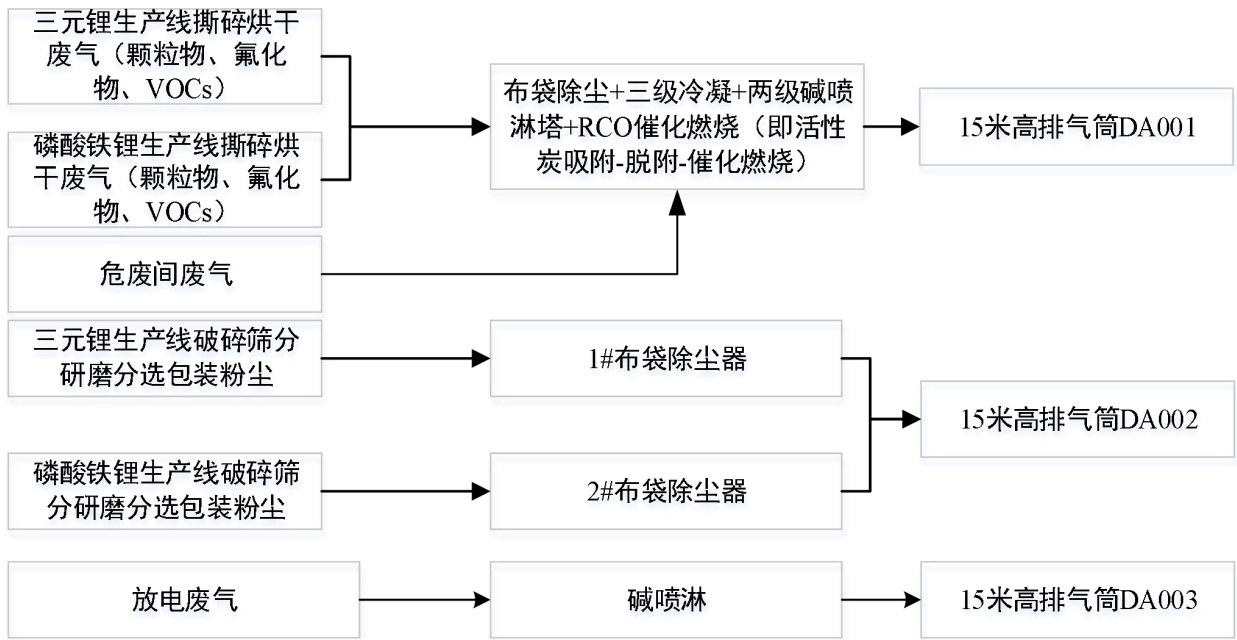 三元锂生产线撕碎烘干
废气（颗粒物、氟化
物、VOCs）
磷酸铁锂生产线撕碎烘
干废气（颗粒物、氟化
物、VOCs）
危废间废气
布袋除尘+三级冷凝+两级碱喷
淋塔+RCO催化燃烧（即活性
炭吸附-脱附-催化燃烧）
15米高排气筒DA001
三元锂生产线破碎筛分
研磨分选包装粉尘
1#布袋除尘器
磷酸铁锂生产线破碎筛
分研磨分选包装粉尘
2#布袋除尘器
15米高排气筒DA002
放电废气
碱喷淋
15米高排气筒DA003